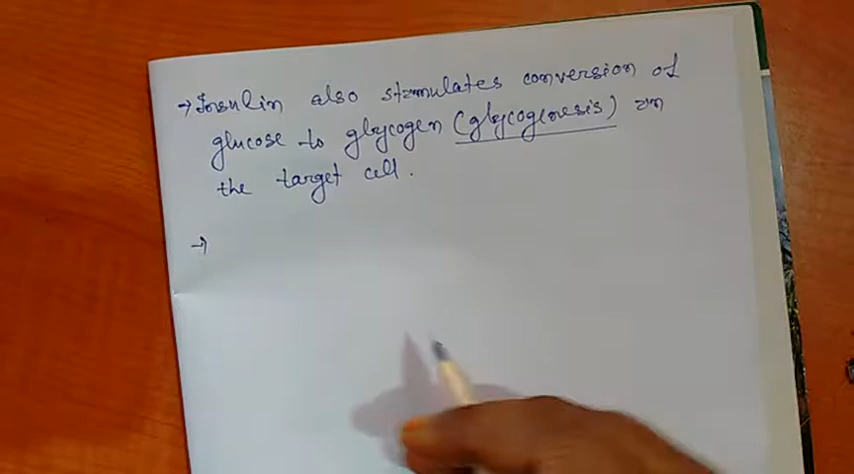 → Insulin also stimulates conversion of
glucose to glycogen (glycogenesis) in
the target cell.
→